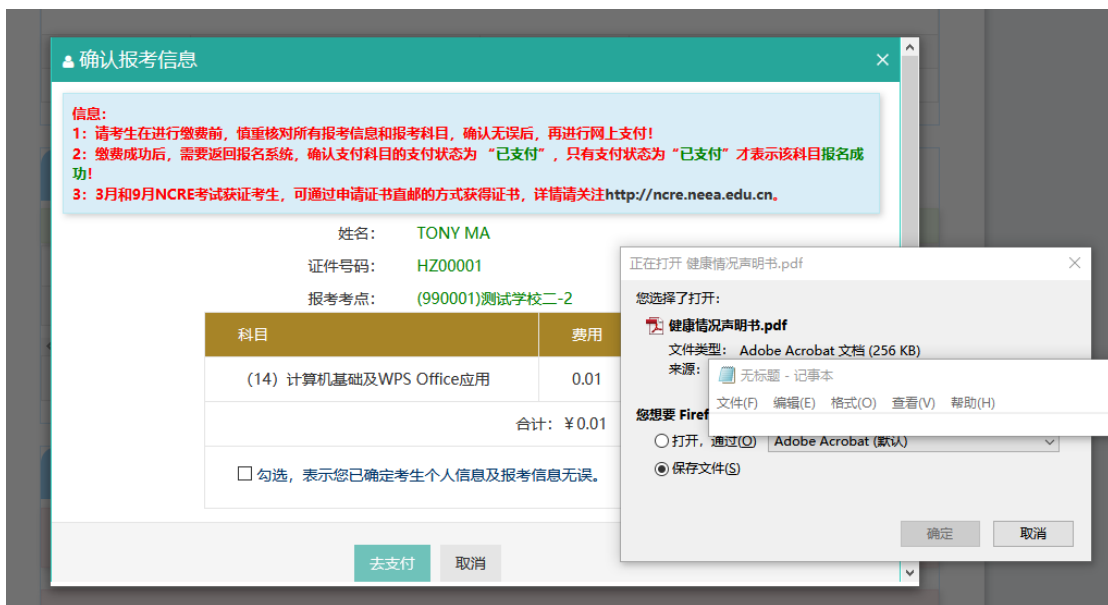 确认报考信息
信息:
1: 请考生在进行缴费前, 慎重核对所有报考信息和报考科目, 确认无误后, 再进行网上支付!
2: 缴费成功后, 需要返回报名系统, 确认支付科目的支付状态为 “已支付”, 只有支付状态为“已支付”才表示该科目报名成
功!
3: 3月和9月NCRE考试获证考生, 可通过申请证书直邮的方式获得证书, 详情请关注http://ncre.neea.edu.cn。
姓名: TONY MA
证件号码: HZ00001
报考考点: (990001)测试学校二-2
科目 费用
(14) 计算机基础及WPS Office应用 0.01
合计: ¥0.01
勾选, 表示您已确定考生个人信息及报考信息无误。
去支付 取消
正在打开 健康情况声明书.pdf
您选择了打开:
健康情况声明书.pdf
文件类型: Adobe Acrobat 文档 (256 KB)
来源:
无标题 - 记事本
文件(F) 编辑(E) 格式(O) 查看(V) 帮助(H)
您想要 Firef
打开, 通过(O) Adobe Acrobat (默认)
保存文件(S)
确定 取消